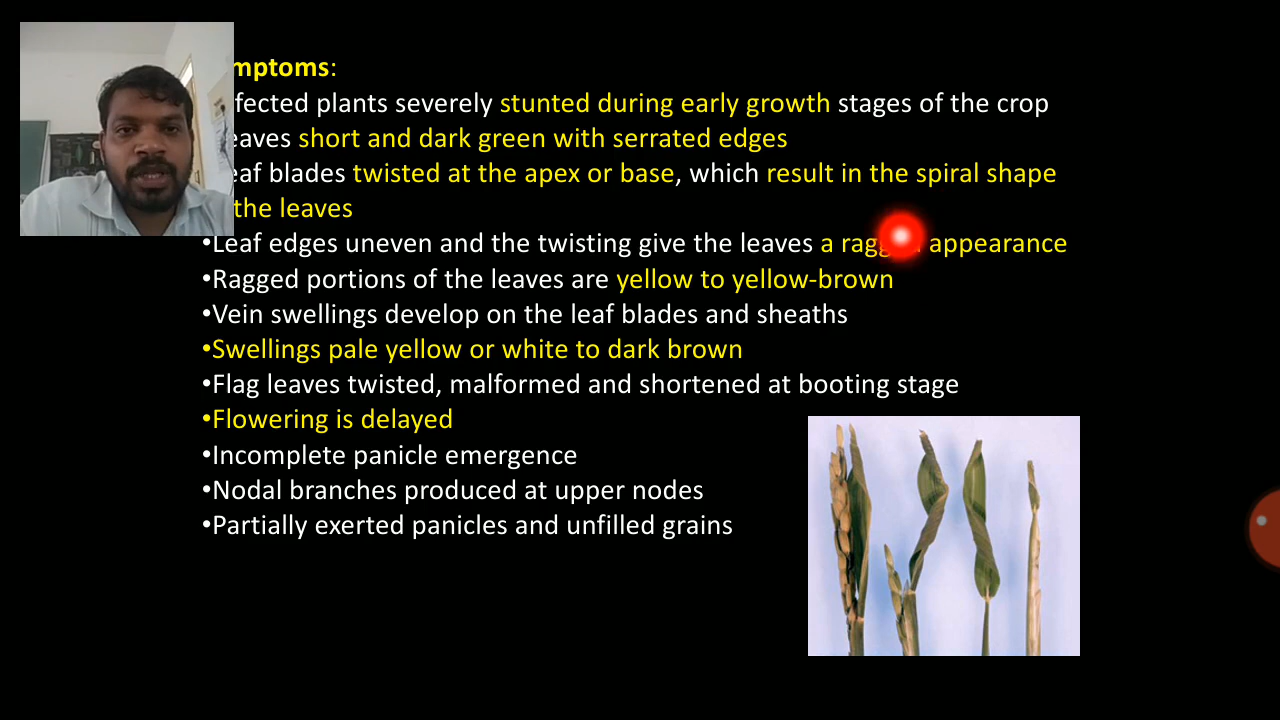 mptoms:
fected plants severely stunted during early growth stages of the crop
eaves short and dark green with serrated edges
eaf blades twisted at the apex or base, which result in the spiral shape
the leaves
•Leaf edges uneven and the twisting give the leaves a ragged appearance
•Ragged portions of the leaves are yellow to yellow-brown
•Vein swellings develop on the leaf blades and sheaths
•Swellings pale yellow or white to dark brown
•Flag leaves twisted, malformed and shortened at booting stage
•Flowering is delayed
•Incomplete panicle emergence
•Nodal branches produced at upper nodes
•Partially exerted panicles and unfilled grains